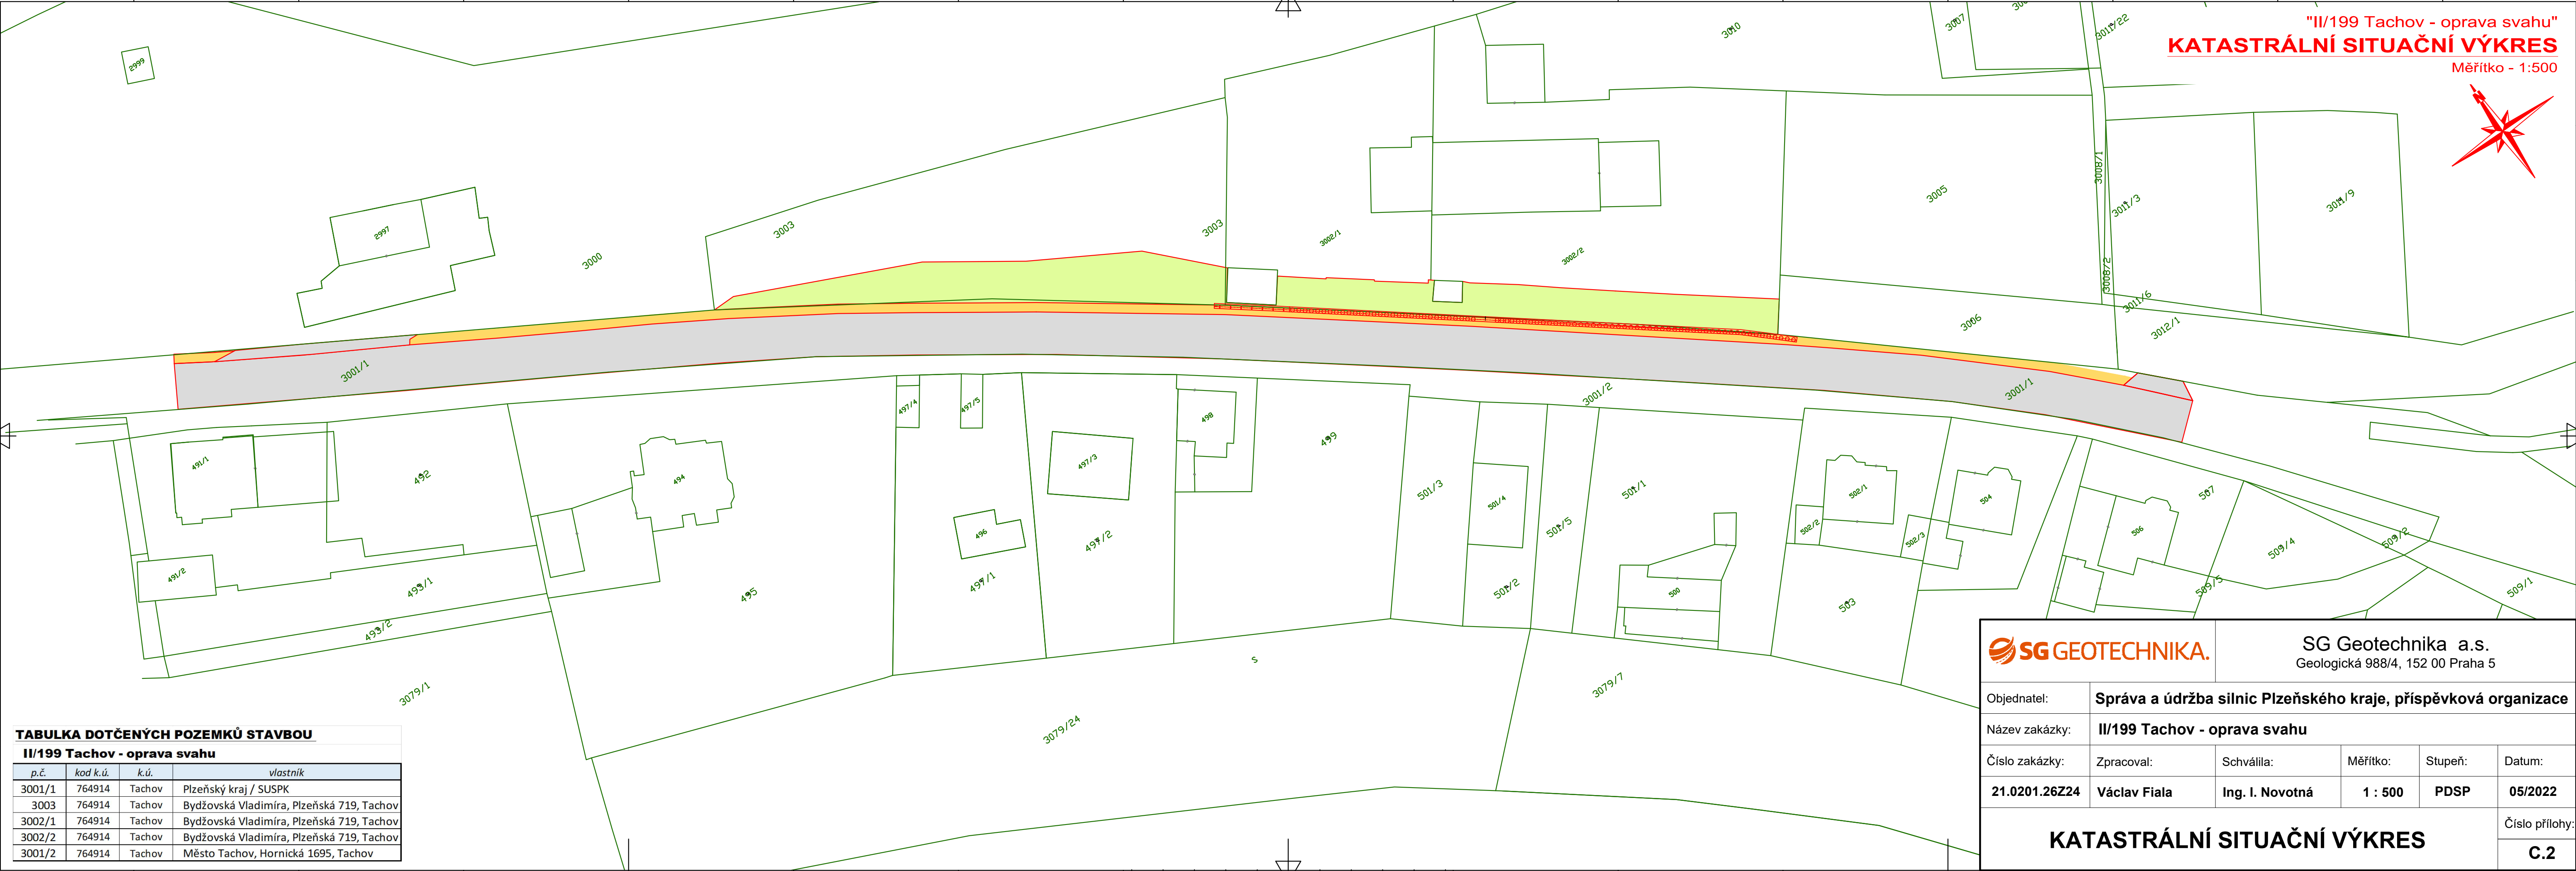 "II/199 Tachov - oprava svahu"
KATASTRÁLNÍ SITUAČNÍ VÝKRES
Měřítko - 1:500
N
2999
3010
3007
3011/22
2997
3000
3003
3003
3002/1
3002/2
3005
3008/1
3011/3
3011/9
3008/2
3011/6
3006
3012/1
3001/1
3001/2
3001/1
491/1
492
494
497/4
497/5
498
499
497/3
496
497/2
497/1
495
491/2
493/1
493/2
501/3
501/4
501/5
501/1
501/2
500
502/1
502/2
502/3
504
503
507
506
509/4
509/2
509/5
509/1
S
3079/1
3079/24
3079/7
TABULKA DOTČENÝCH POZEMKŮ STAVBOU
II/199 Tachov - oprava svahu
p.č. kod k.ú. k.ú. vlastník
3001/1 764914 Tachov Plzeňský kraj / SUSPK
3003 764914 Tachov Bydžovská Vladimíra, Plzeňská 719, Tachov
3002/1 764914 Tachov Bydžovská Vladimíra, Plzeňská 719, Tachov
3002/2 764914 Tachov Bydžovská Vladimíra, Plzeňská 719, Tachov
3001/2 764914 Tachov Město Tachov, Hornická 1695, Tachov
SG GEOTECHNIKA.
SG Geotechnika a.s.
Geologická 988/4, 152 00 Praha 5
Objednatel: Správa a údržba silnic Plzeňského kraje, příspěvková organizace
Název zakázky: II/199 Tachov - oprava svahu
Číslo zakázky: Zpracoval: Schválila: Měřítko: Stupeň: Datum:
21.0201.26Z24 Václav Fiala Ing. I. Novotná 1 : 500 PDSP 05/2022
KATASTRÁLNÍ SITUAČNÍ VÝKRES
Číslo přílohy:
C.2